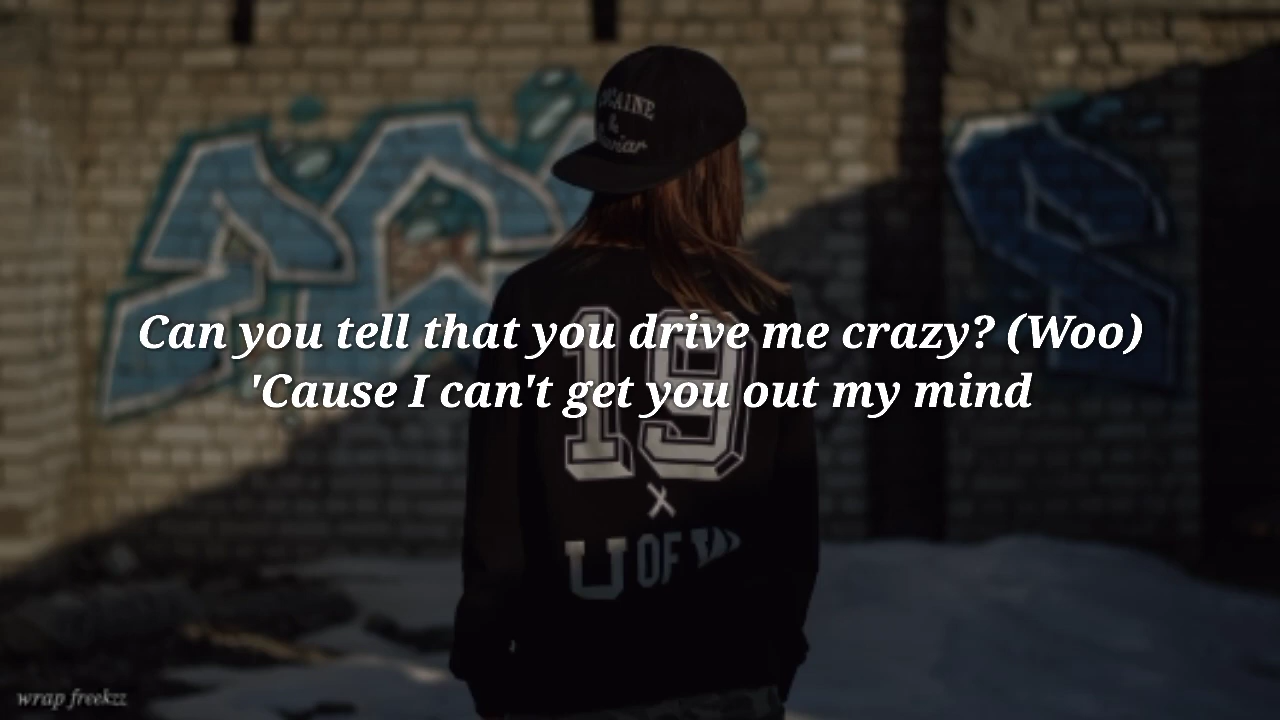 Can you tell that you drive me crazy? (Woo)
'Cause I can't get you out my mind
19
x
U OF
wrap freekzz